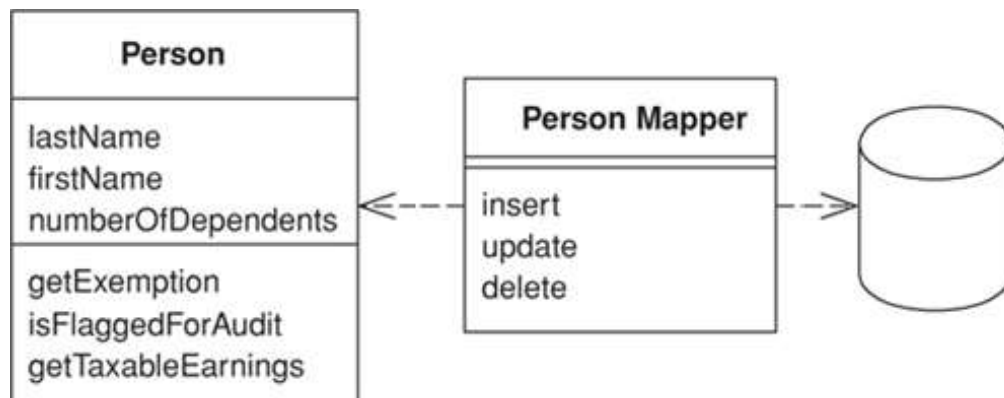 Person
lastName
firstName
numberOfDependents
getExemption
isFlaggedForAudit
getTaxableEarnings
Person Mapper
insert
update
delete